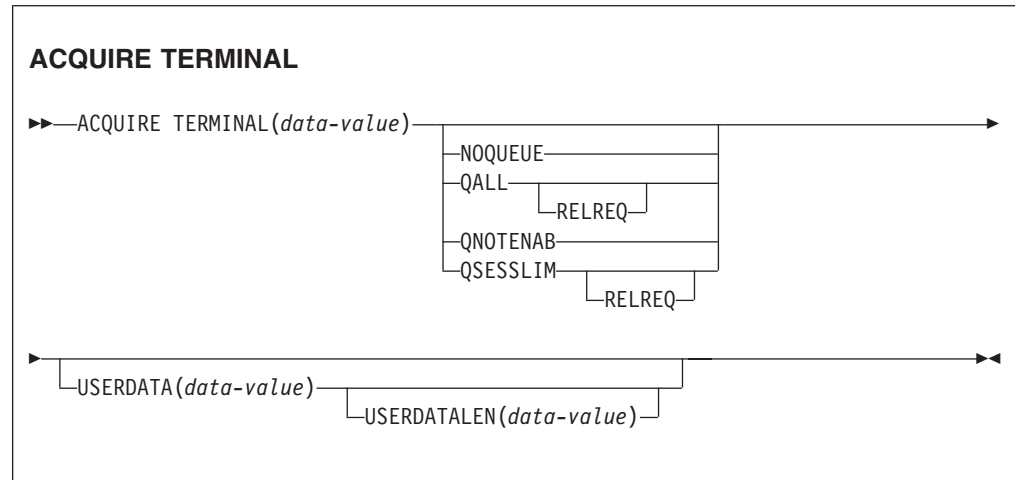 ACQUIRE TERMINAL
ACQUIRE TERMINAL(data-value)
NOQUEUE
QALL
RELREQ
QNOTENAB
QSESSLIM
RELREQ
USERDATA(data-value)
USERDATALEN(data-value)